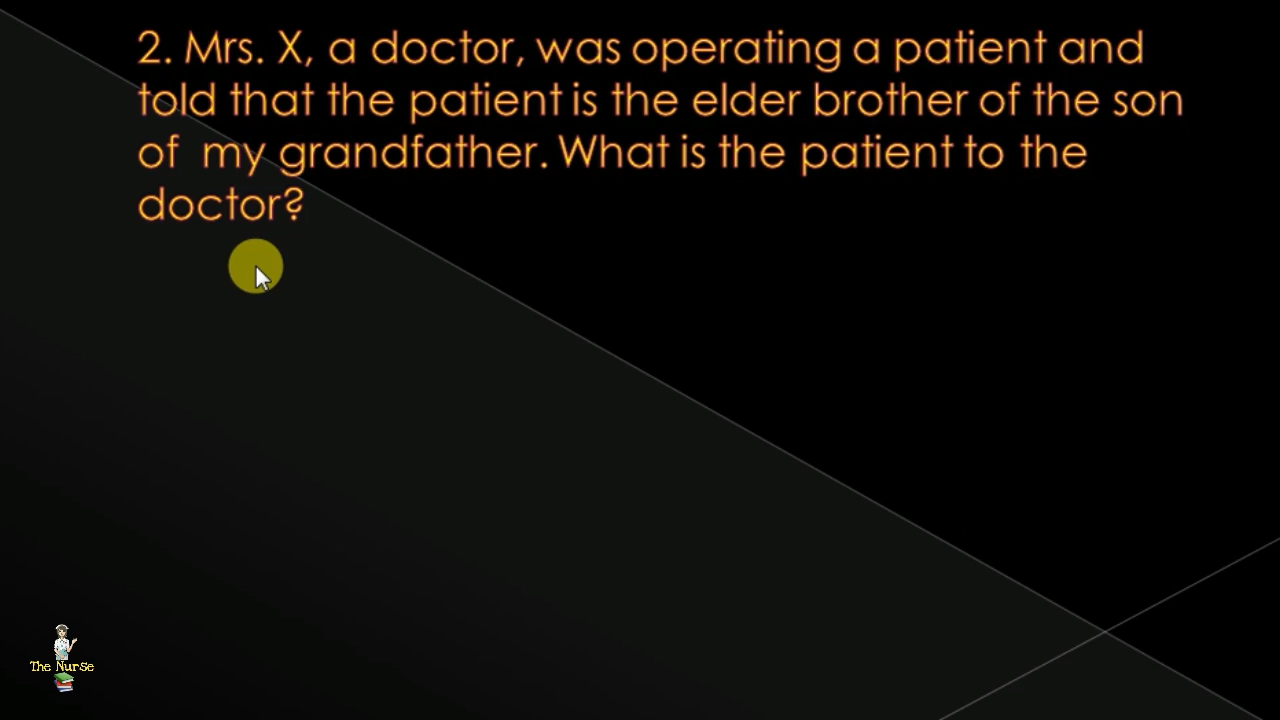 2. Mrs. X, a doctor, was operating a patient and
told that the patient is the elder brother of the son
of my grandfather. What is the patient to the
doctor?
The Nurse